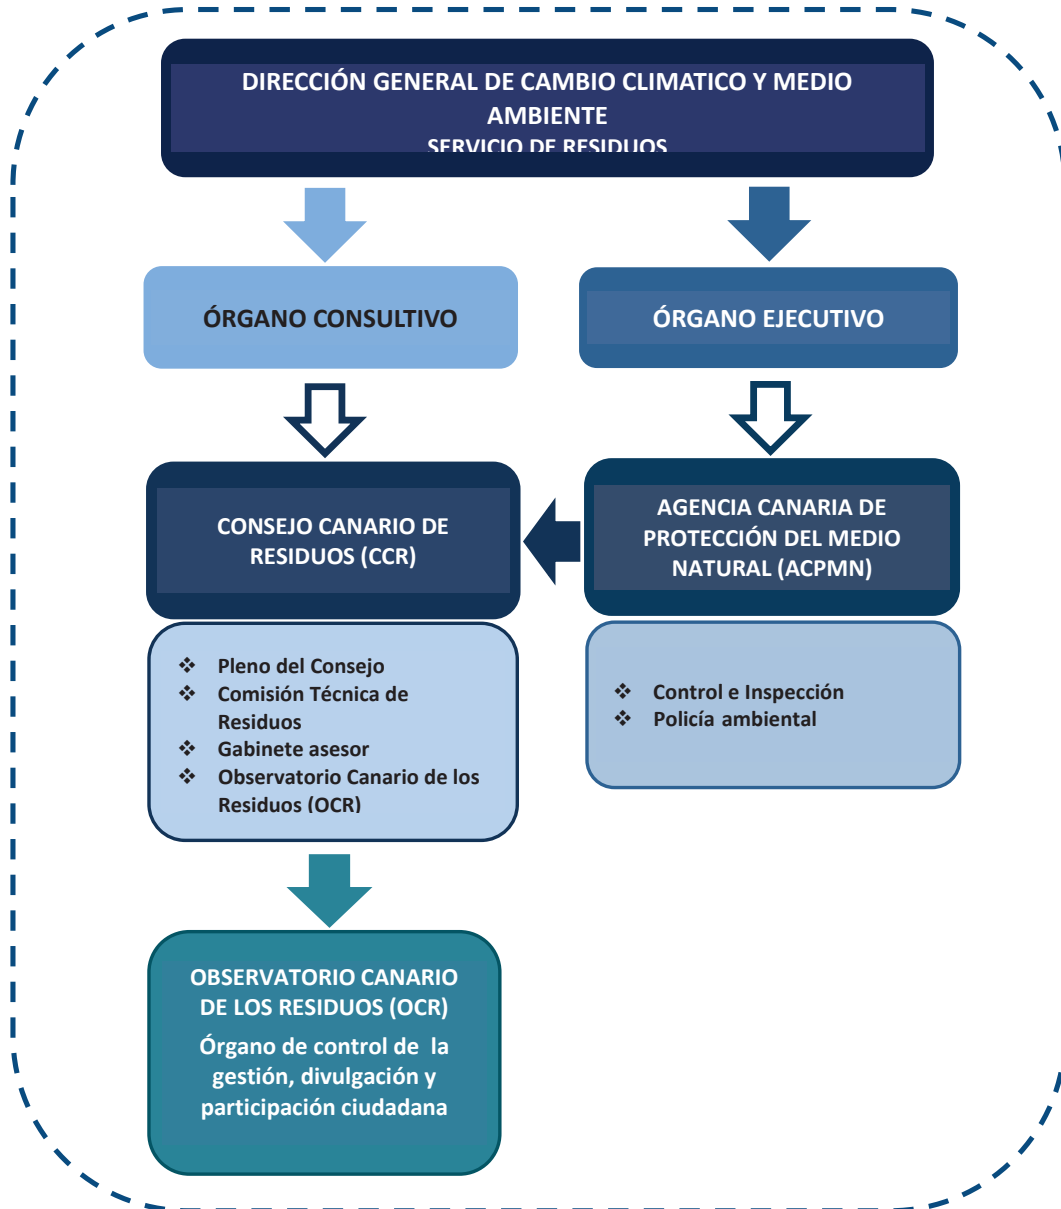 DIRECCIÓN GENERAL DE CAMBIO CLIMATICO Y MEDIO
AMBIENTE
SERVICIO DE RESIDUOS
ÓRGANO CONSULTIVO
ÓRGANO EJECUTIVO
CONSEJO CANARIO DE
RESIDUOS (CCR)
AGENCIA CANARIA DE
PROTECCIÓN DEL MEDIO
NATURAL (ACPMN)
❖ Pleno del Consejo
❖ Comisión Técnica de
Residuos
❖ Gabinete asesor
❖ Observatorio Canario de los
Residuos (OCR)
❖ Control e Inspección
❖ Policía ambiental
OBSERVATORIO CANARIO
DE LOS RESIDUOS (OCR)
Órgano de control de la
gestión, divulgación y
participación ciudadana